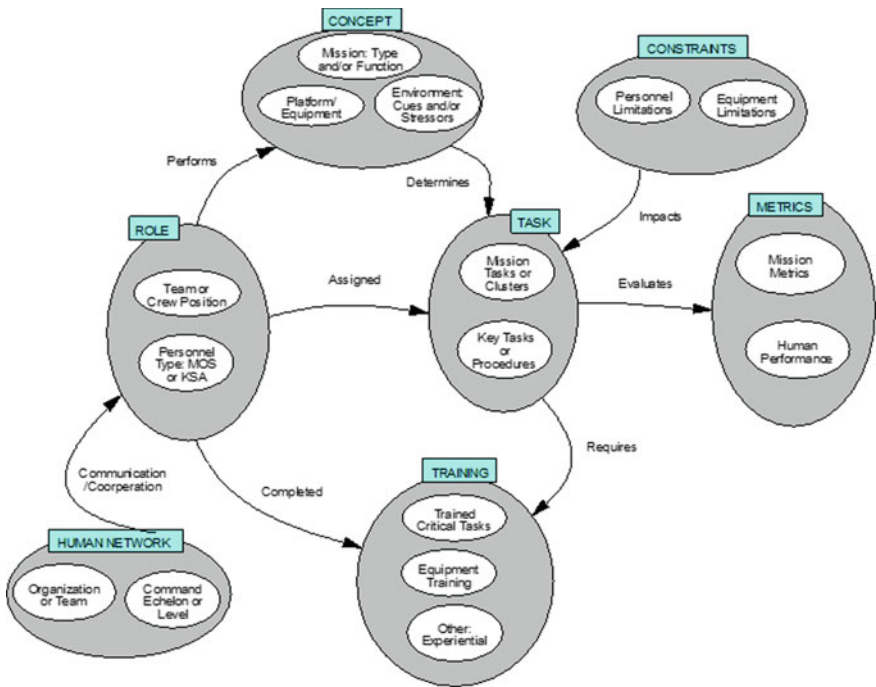 CONCEPT
Mission: Type
and/or Function
Platform/
Equipment
Environment:
Cues and/or
Stressors
CONSTRAINTS
Personnel
Limitations
Equipment
Limitations
Performs
Determines
Impacts
ROLE
Team or
Crew Position
Personnel
Type: MOS
or KSA
Assigned
TASK
Mission
Tasks or
Clusters
Key Tasks
or
Procedures
Evaluates
METRICS
Mission
Metrics
Human
Performance
Communication
/Coorperation
Completed
Requires
HUMAN NETWORK
Organization
or Team
Command
Echelon or
Level
TRAINING
Trained
Critical Tasks
Equipment
Training
Other:
Experiential